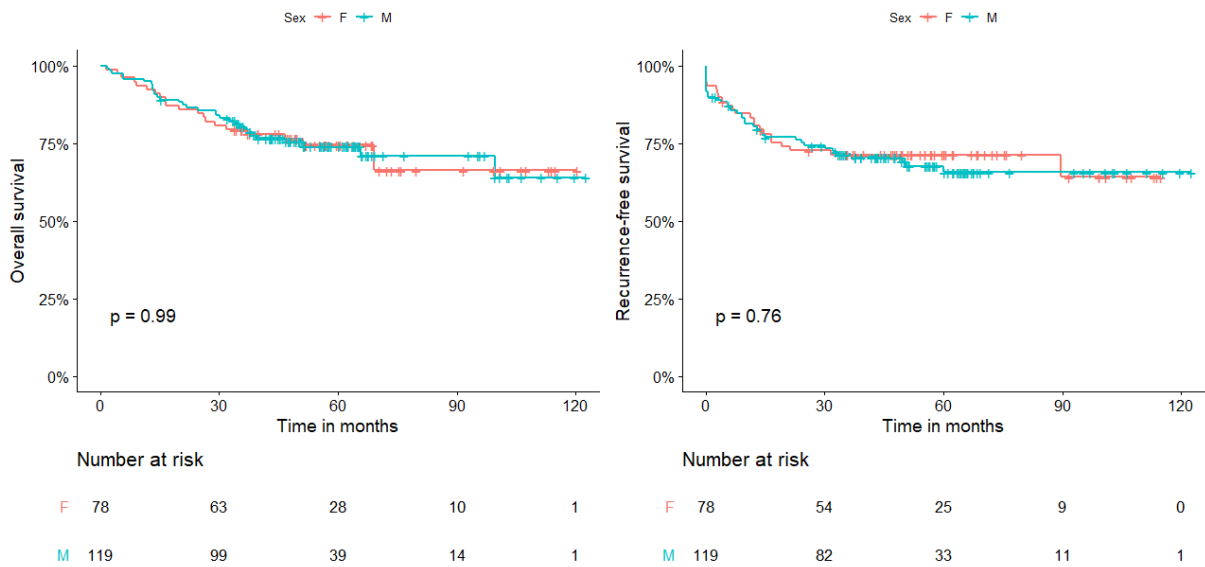 Sex F M
100%
75%
50%
25%
0%
Overall survival
p = 0.99
0 30 60 90 120
Time in months
Number at risk
F 78 63 28 10 1
M 119 99 39 14 1
Sex F M
100%
75%
50%
25%
0%
Recurrence-free survival
p = 0.76
0 30 60 90 120
Time in months
Number at risk
F 78 54 25 9 0
M 119 82 33 11 1